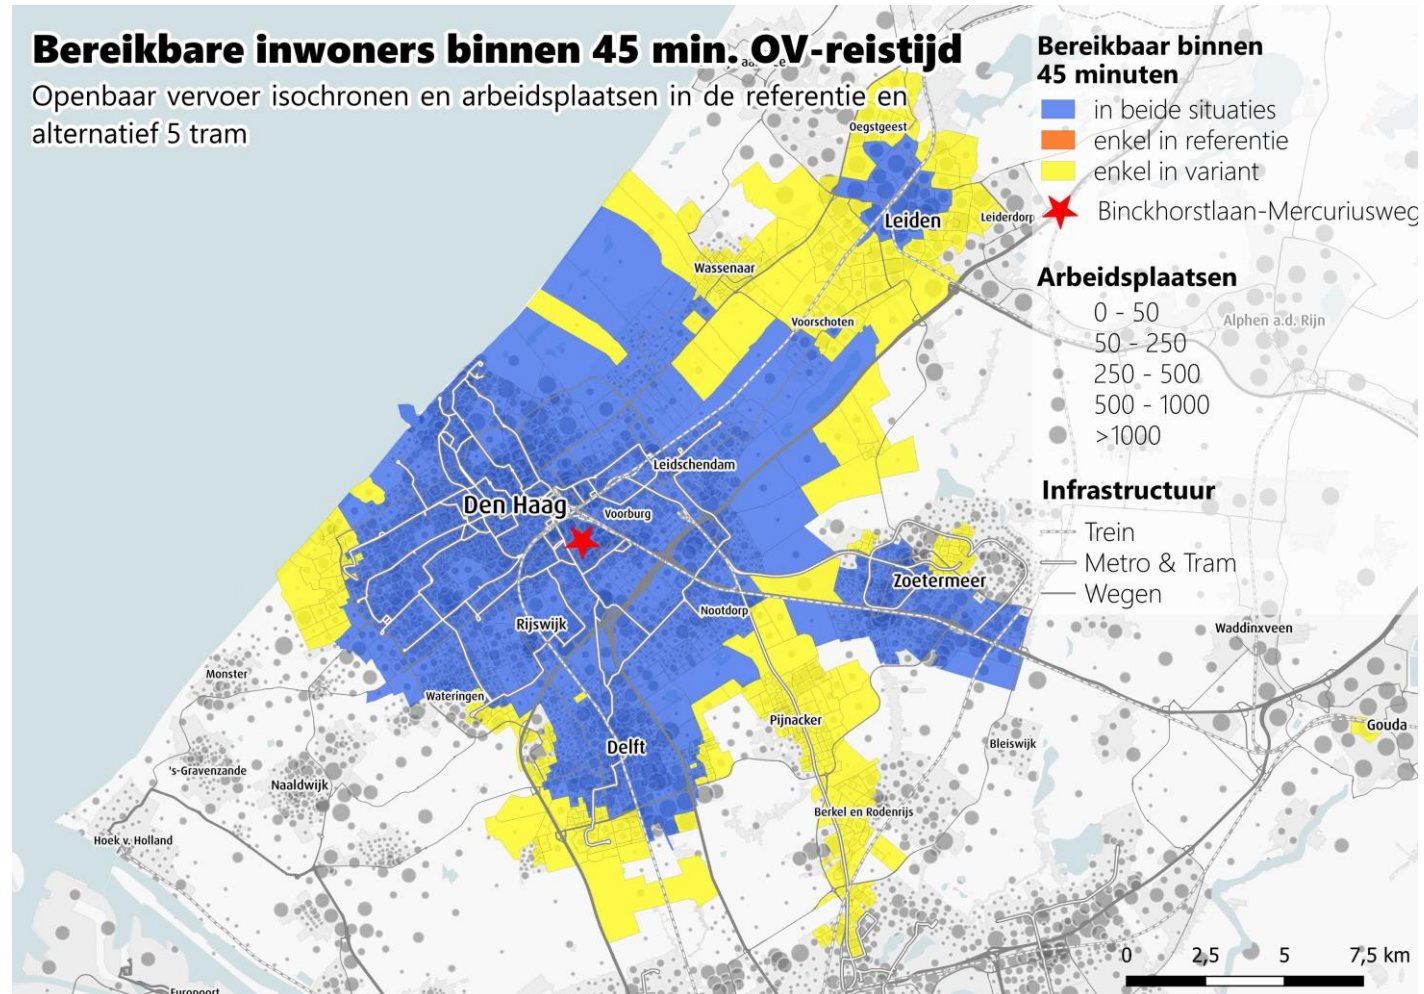 Bereikbare inwoners binnen 45 min. OV-reistijd
Openbaar vervoer isochronen en arbeidsplaatsen in de referentie en
alternatief 5 tram
Bereikbaar binnen
45 minuten
in beide situaties
enkel in referentie
enkel in variant
Binckhorstlaan-Mercuriusweg
Arbeidsplaatsen
0 - 50
50 - 250
250 - 500
500 - 1000
>1000
Infrastructuur
Trein
Metro & Tram
Wegen
Oegstgeest
Leiden
Leiderdorp
Wassenaar
Voorschoten
Alphen a.d. Rijn
Leidschendam
Den Haag
Voorburg
Zoetermeer
Nootdorp
Rijswijk
Waddinxveen
Monster
Wateringen
Pijnacker
Gouda
Delft
Bleiswijk
's-Gravenzande
Naaldwijk
Berkel en Rodenrijs
Hoek v. Holland
Europoort
0 2,5 5 7,5 km